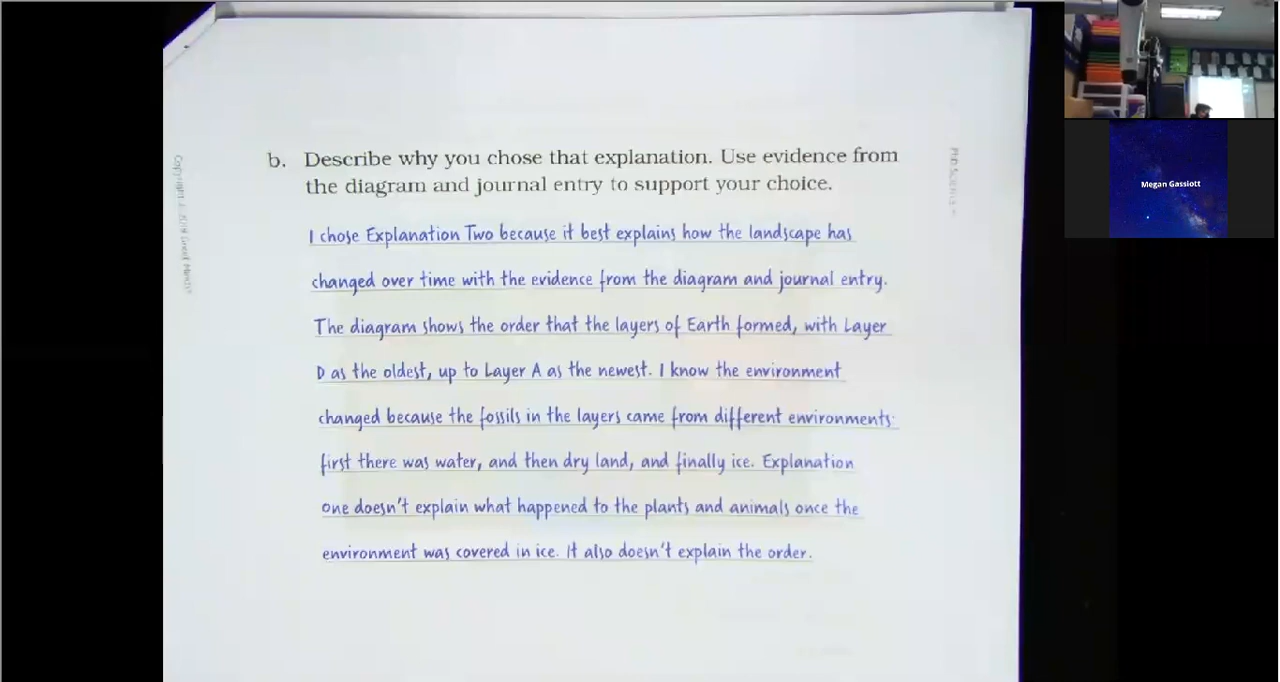 b. Describe why you chose that explanation. Use evidence from
the diagram and journal entry to support your choice.
I chose Explanation Two because it best explains how the landscape has
changed over time with the evidence from the diagram and journal entry.
The diagram shows the order that the layers of Earth formed, with Layer
D as the oldest, up to Layer A as the newest. I know the environment
changed because the fossils in the layers came from different environments:
first there was water, and then dry land, and finally ice. Explanation
one doesn't explain what happened to the plants and animals once the
environment was covered in ice. It also doesn't explain the order.
Megan Gassiott